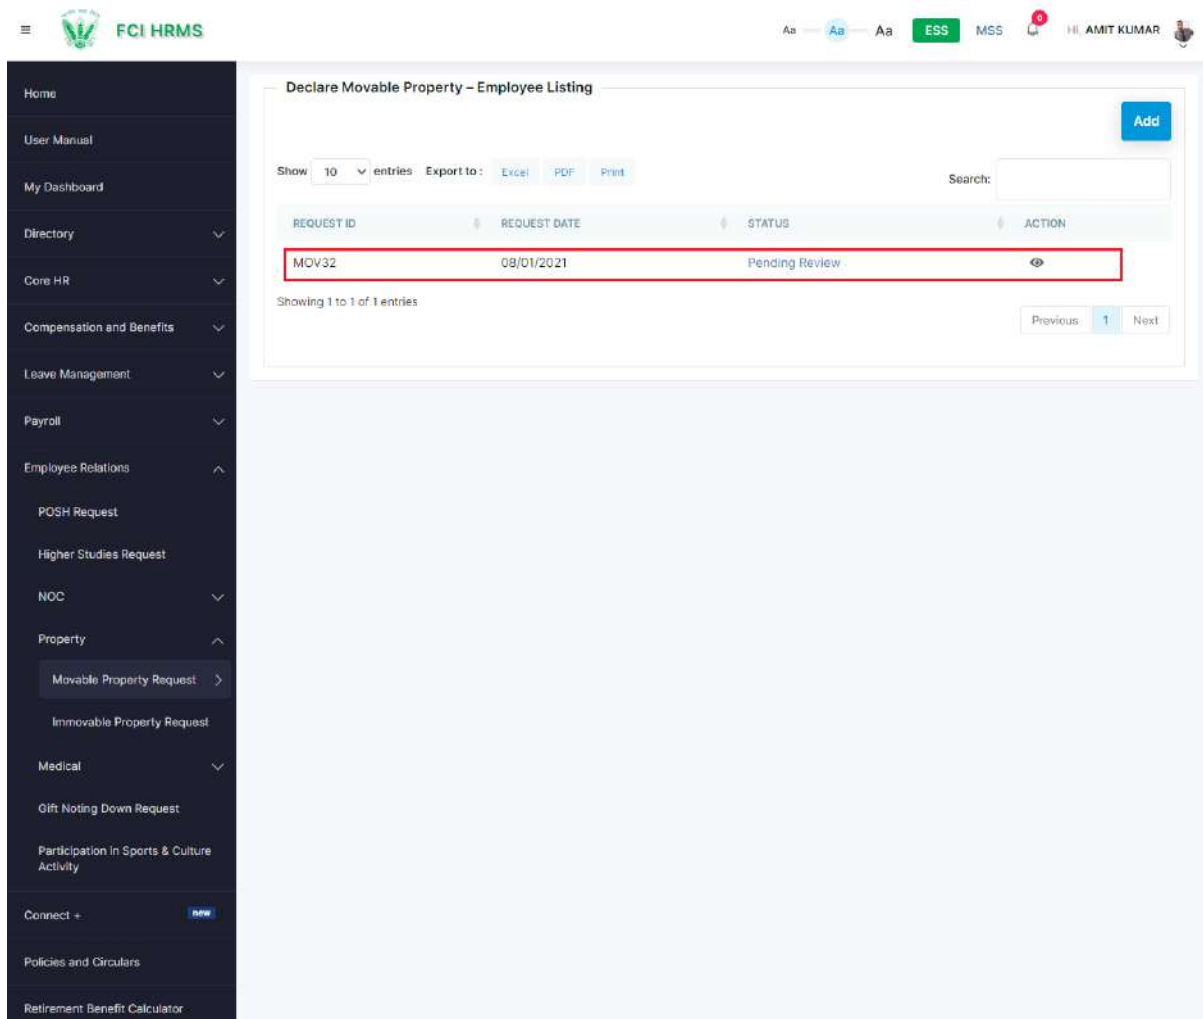 FCI HRMS
Aa Aa Aa ESS MSS 0 Hi, AMIT KUMAR
Home
User Manual
My Dashboard
Directory
Core HR
Compensation and Benefits
Leave Management
Payroll
Employee Relations
POSH Request
Higher Studies Request
NOC
Property
Movable Property Request
Immovable Property Request
Medical
Gift Noting Down Request
Participation in Sports & Culture
Activity
Connect + new
Policies and Circulars
Retirement Benefit Calculator
Declare Movable Property – Employee Listing
Add
Show 10 entries Export to : Excel PDF Print
Search:
REQUEST ID REQUEST DATE STATUS ACTION
MOV32 08/01/2021 Pending Review
Showing 1 to 1 of 1 entries
Previous 1 Next